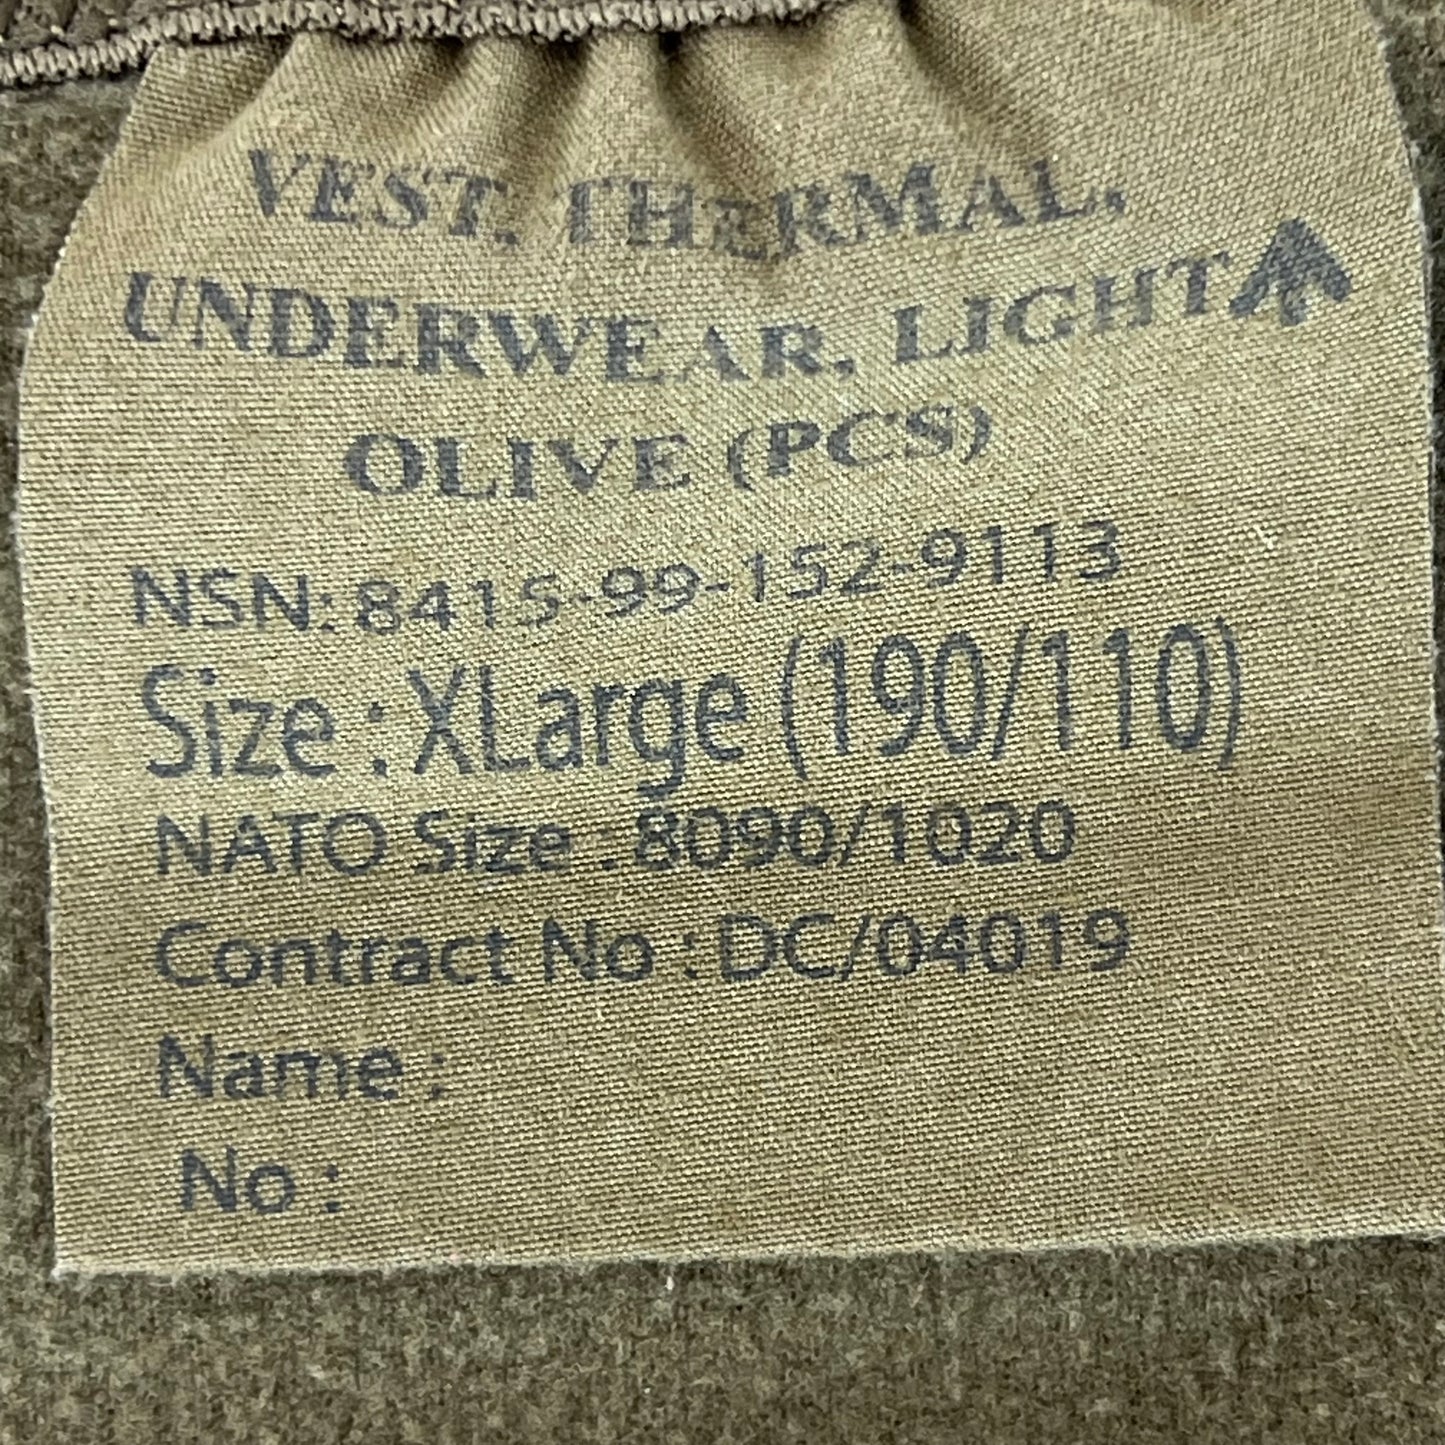 VEST, THERMAL,
UNDERWEAR, LIGHT
OLIVE (PCS)
NSN: 8415-99-152-9113
Size : XLarge (190/110)
NATO Size : 8090/1020
Contract No : DC/04019
Name :
No :